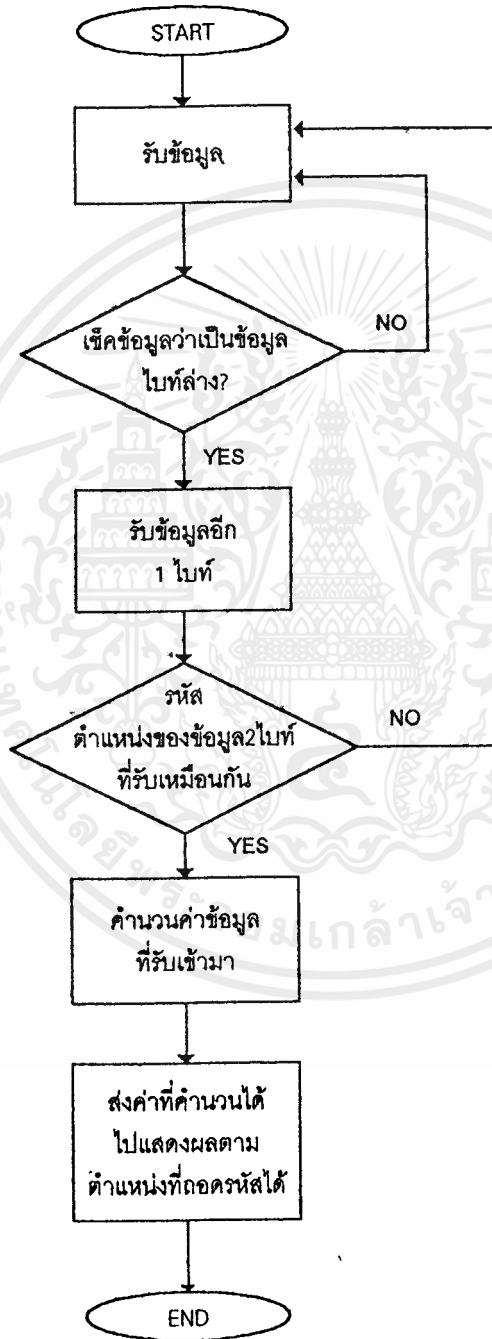 START
รับข้อมูล
เช็คข้อมูลว่าเป็นข้อมูล
ไบท์ล่าง?
NO
YES
รับข้อมูลอีก
1 ไบท์
รหัส
ตำแหน่งของข้อมูล2ไบท์
ที่รับเหมือนกัน
NO
YES
คำนวนค่าข้อมูล
ที่รับเข้ามา
ส่งค่าที่คำนวนได้
ไปแสดงผลตาม
ตำแหน่งที่ถอดรหัสได้
END